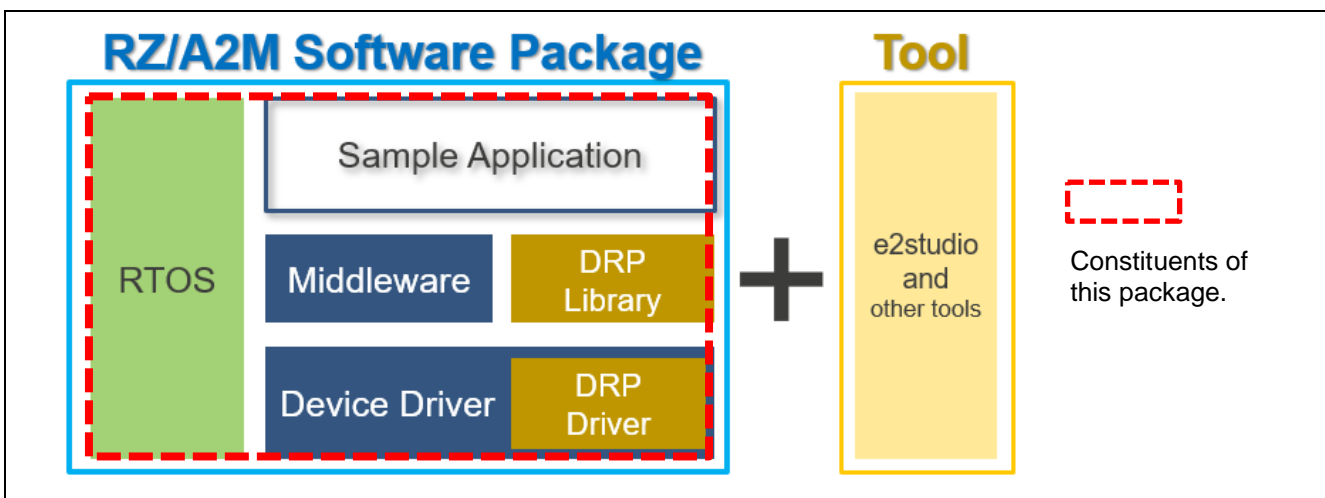 RZ/A2M Software Package
Tool
RTOS
Sample Application
Middleware
DRP
Library
Device Driver
DRP
Driver
e2studio
and
other tools
Constituents of
this package.